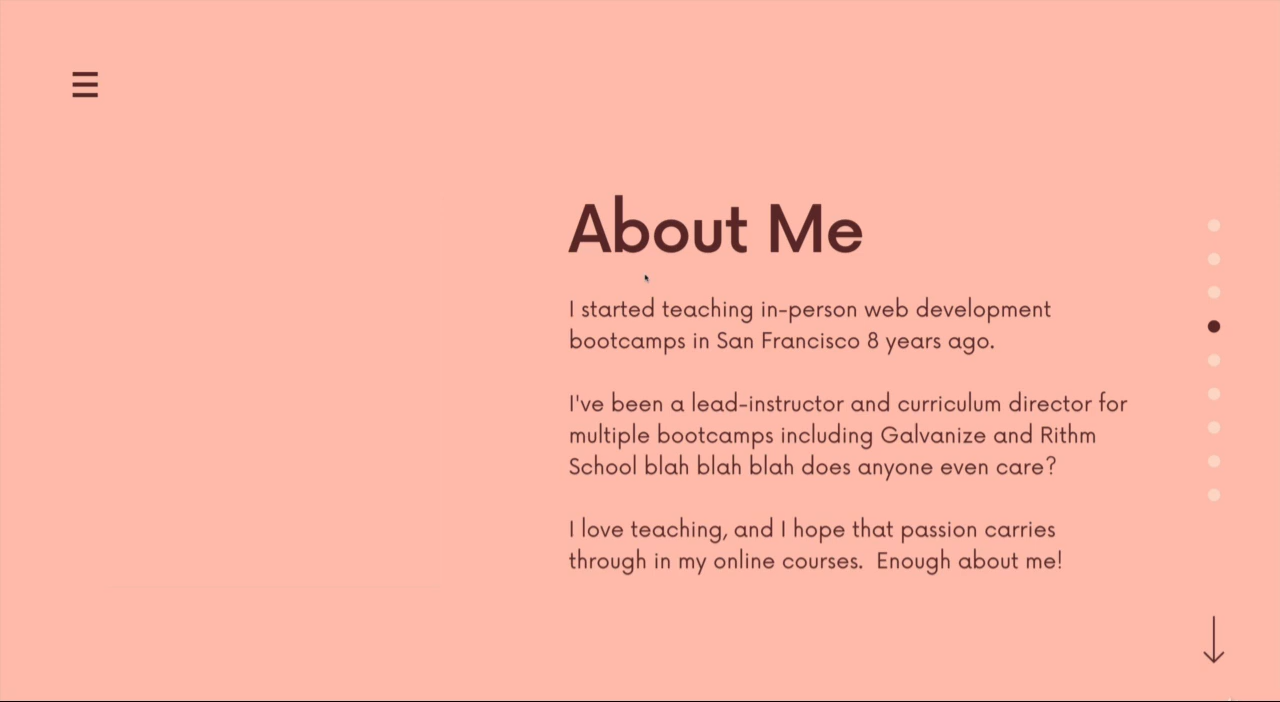 About Me
I started teaching in-person web development
bootcamps in San Francisco 8 years ago.
I've been a lead-instructor and curriculum director for
multiple bootcamps including Galvanize and Rithm
School blah blah blah does anyone even care?
I love teaching, and I hope that passion carries
through in my online courses.  Enough about me!